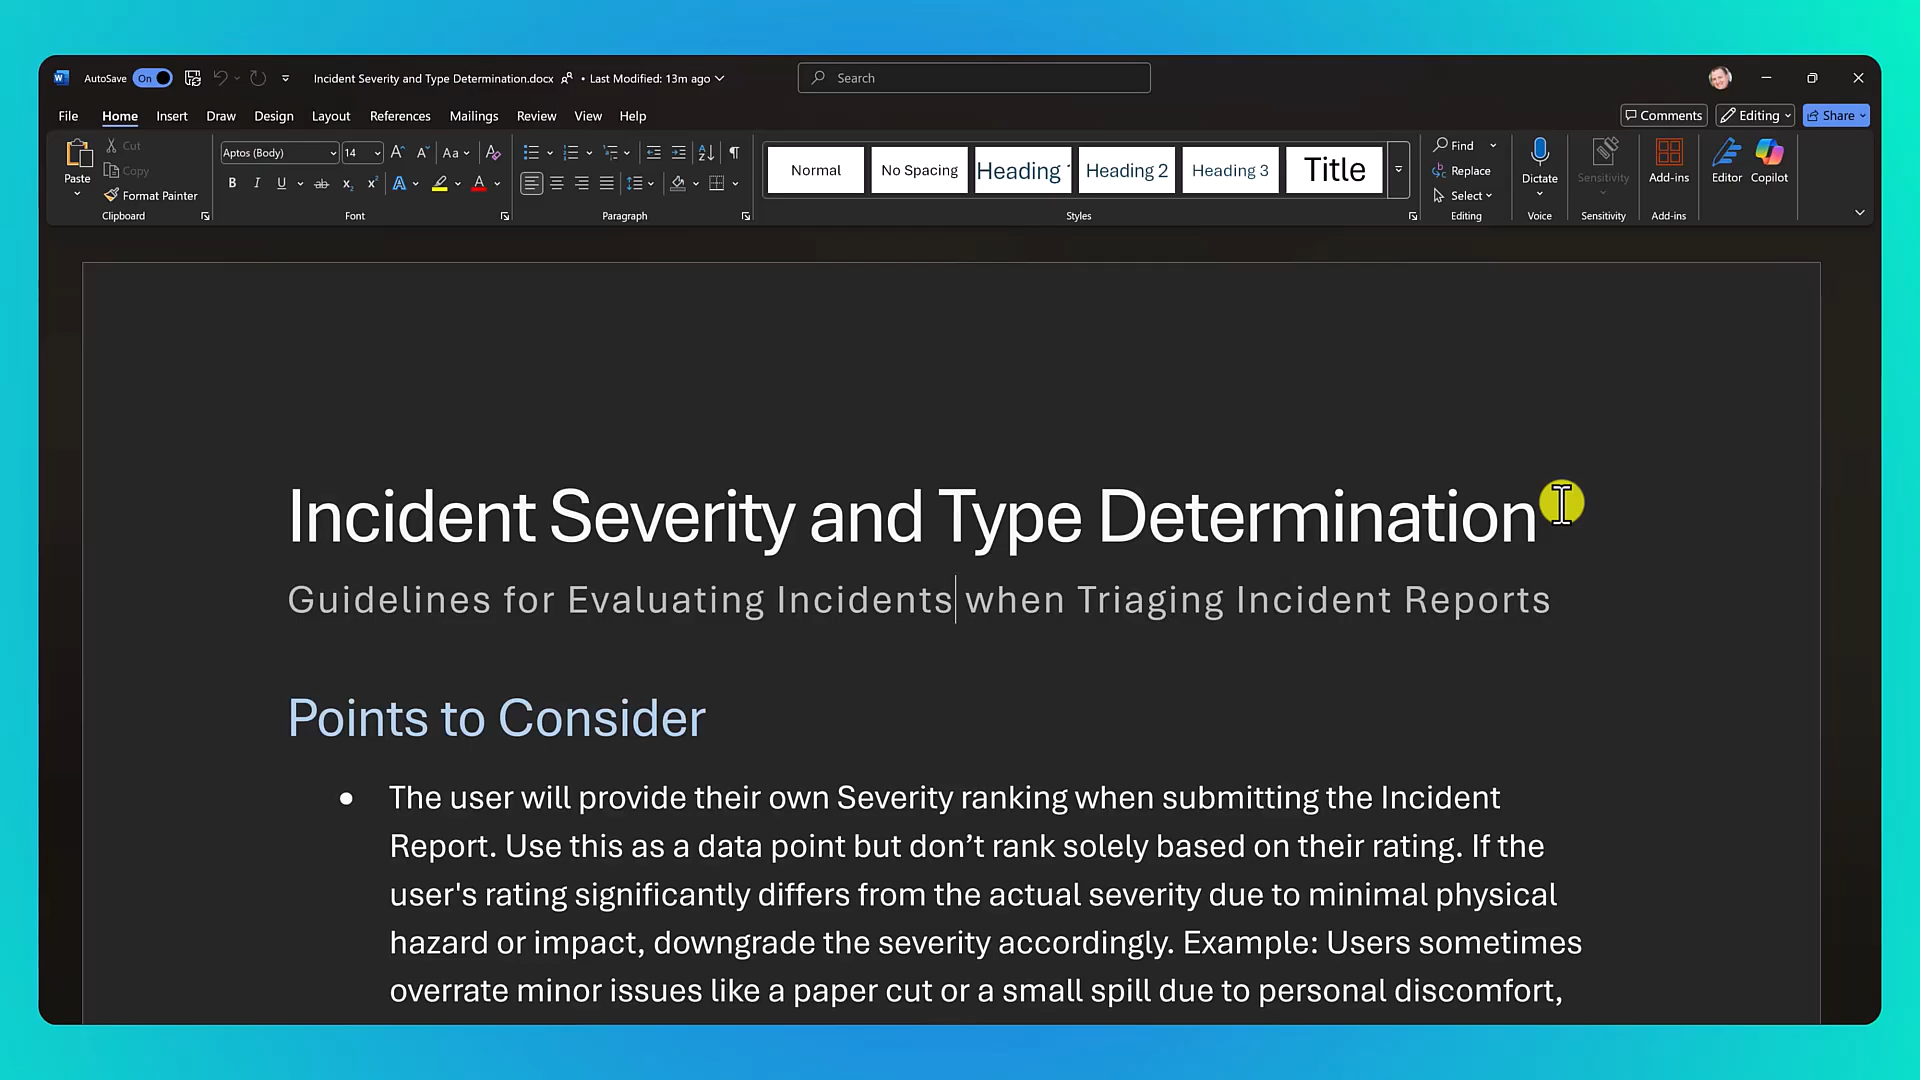 AutoSave On Incident Severity and Type Determination.docx • Last Modified: 13m ago Search
File Home Insert Draw Design Layout References Mailings Review View Help Comments Editing Share
Paste Cut Copy Format Painter Clipboard
Aptos (Body) 14 Aa
B I U ab x₂ x² A A Font
Paragraph
Normal No Spacing Heading 1 Heading 2 Heading 3 Title Styles
Find Replace Select Editing
Dictate Voice
Sensitivity Sensitivity
Add-ins Add-ins
Editor Copilot
Incident Severity and Type Determination
Guidelines for Evaluating Incidents when Triaging Incident Reports
Points to Consider
• The user will provide their own Severity ranking when submitting the Incident
Report. Use this as a data point but don’t rank solely based on their rating. If the
user's rating significantly differs from the actual severity due to minimal physical
hazard or impact, downgrade the severity accordingly. Example: Users sometimes
overrate minor issues like a paper cut or a small spill due to personal discomfort,